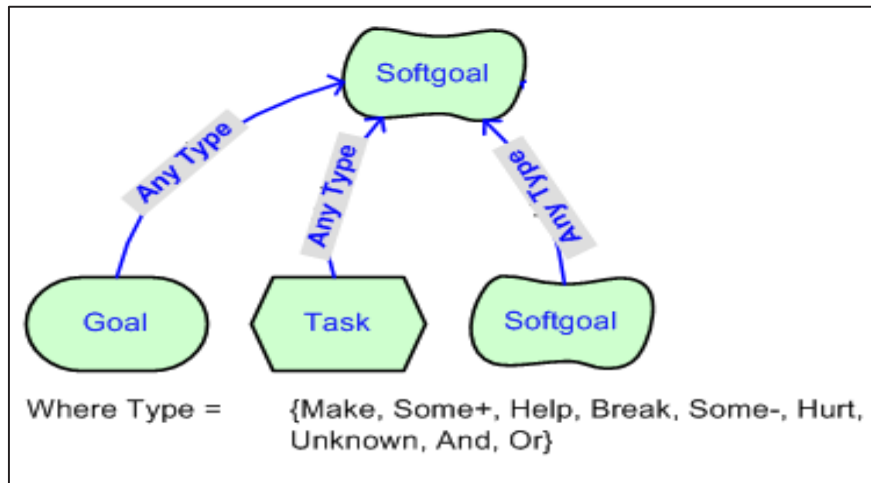 Softgoal
Any Type
Any Type
Any Type
Goal
Task
Softgoal
Where Type = {Make, Some+, Help, Break, Some-, Hurt,
Unknown, And, Or}